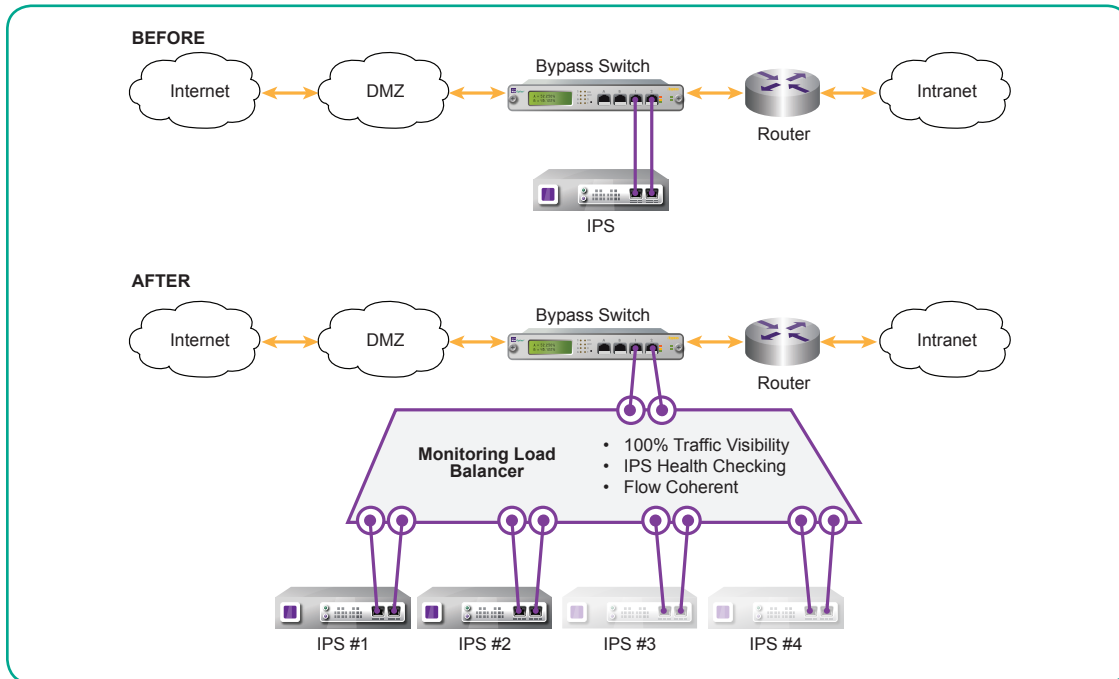 BEFORE
Internet
DMZ
Bypass Switch
Router
Intranet
IPS
AFTER
Internet
DMZ
Bypass Switch
Router
Intranet
Monitoring Load
Balancer
• 100% Traffic Visibility
• IPS Health Checking
• Flow Coherent
IPS #1
IPS #2
IPS #3
IPS #4